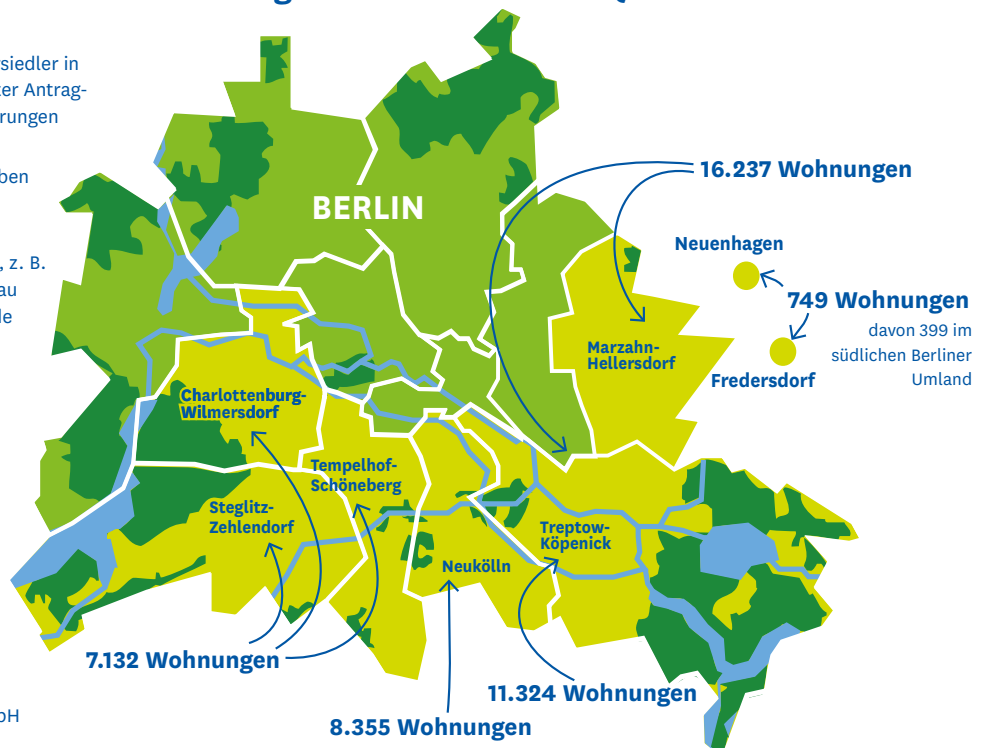 siedler in
er Antrag-
rungen
ben
, z. B.
au
le
bH
BERLIN
16.237 Wohnungen
Neuenhagen
749 Wohnungen
davon 399 im
südlichen Berliner
Umland
Fredersdorf
Marzahn-
Hellersdorf
Charlottenburg-
Wilmersdorf
Tempelhof-
Schöneberg
Steglitz-
Zehlendorf
Treptow-
Köpenick
Neukölln
7.132 Wohnungen
11.324 Wohnungen
8.355 Wohnungen